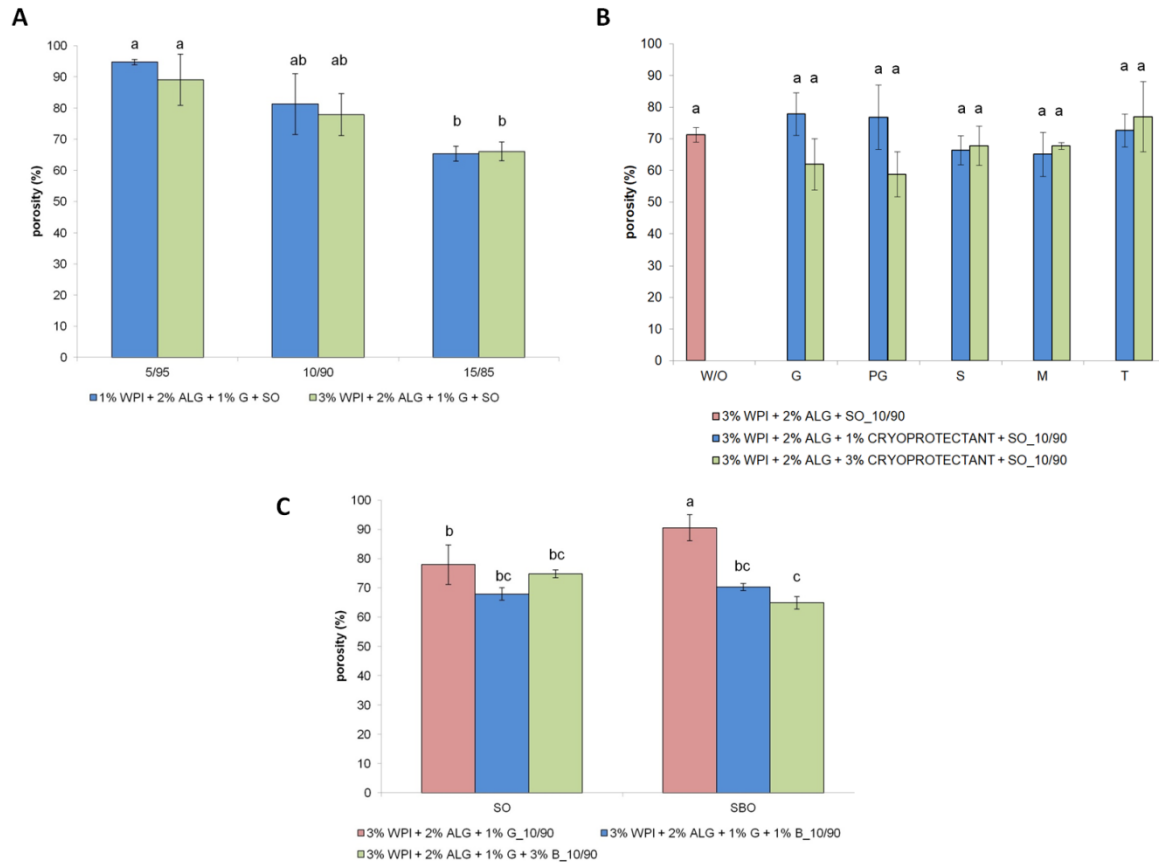 A
porosity (%)
100
90
80
70
60
50
40
30
20
10
0
a a
ab ab
b b
5/95 10/90 15/85
1% WPI + 2% ALG + 1% G + SO 3% WPI + 2% ALG + 1% G + SO
B
porosity (%)
100
90
80
70
60
50
40
30
20
10
0
a a a a a a a a a a a
W/O G PG S M T
3% WPI + 2% ALG + SO_10/90
3% WPI + 2% ALG + 1% CRYOPROTECTANT + SO_10/90
3% WPI + 2% ALG + 3% CRYOPROTECTANT + SO_10/90
C
porosity (%)
100
90
80
70
60
50
40
30
20
10
0
b bc bc a bc c
SO SBO
3% WPI + 2% ALG + 1% G_10/90 3% WPI + 2% ALG + 1% G + 1% B_10/90
3% WPI + 2% ALG + 1% G + 3% B_10/90